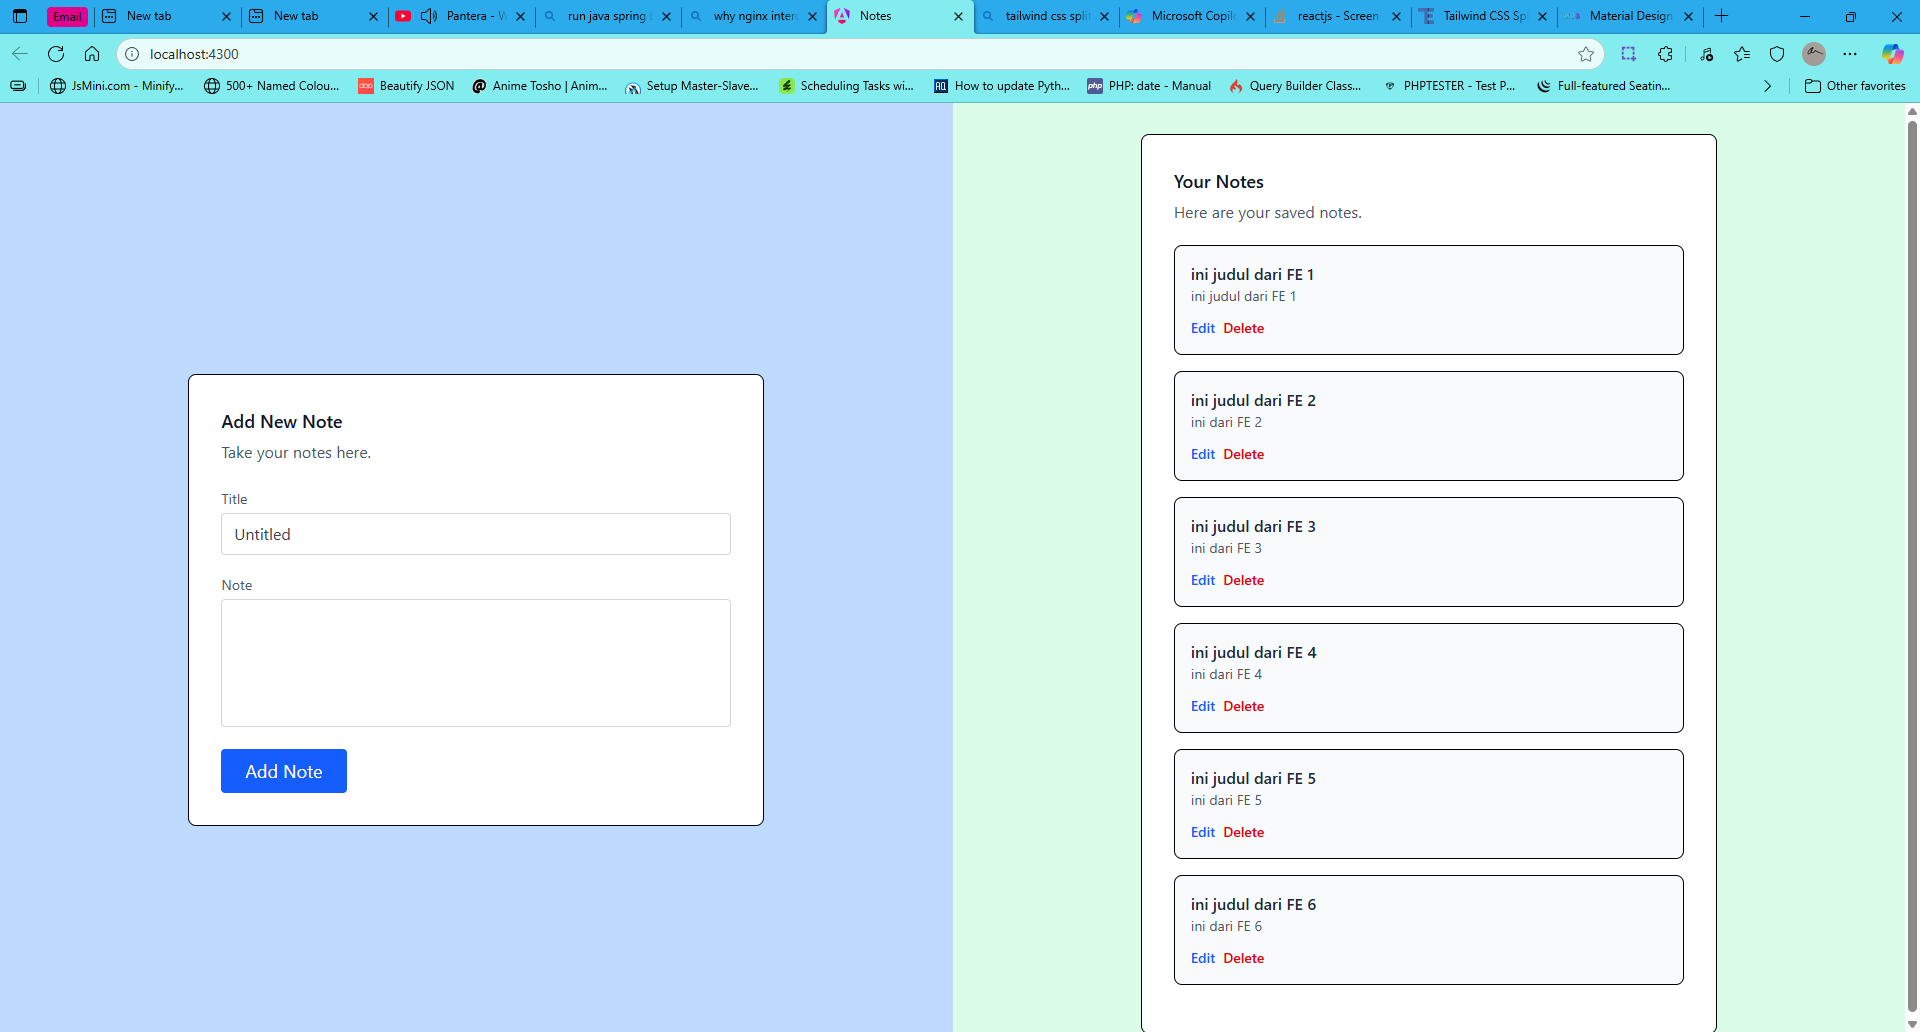 Email
New tab
New tab
Pantera - W
run java spring
why nginx inter
Notes
tailwind css split
Microsoft Copil
reactjs - Screen
Tailwind CSS Sp
Material Design
localhost:4300
JsMini.com - Minify...
500+ Named Colou...
Beautify JSON
Anime Tosho | Anim...
Setup Master-Slave...
Scheduling Tasks wi...
How to update Pyth...
PHP: date - Manual
Query Builder Class...
PHPTESTER - Test P...
Full-featured Seatin...
Other favorites
Add New Note
Take your notes here.
Title
Untitled
Note
Add Note
Your Notes
Here are your saved notes.
ini judul dari FE 1
ini judul dari FE 1
Edit Delete
ini judul dari FE 2
ini dari FE 2
Edit Delete
ini judul dari FE 3
ini dari FE 3
Edit Delete
ini judul dari FE 4
ini dari FE 4
Edit Delete
ini judul dari FE 5
ini dari FE 5
Edit Delete
ini judul dari FE 6
ini dari FE 6
Edit Delete